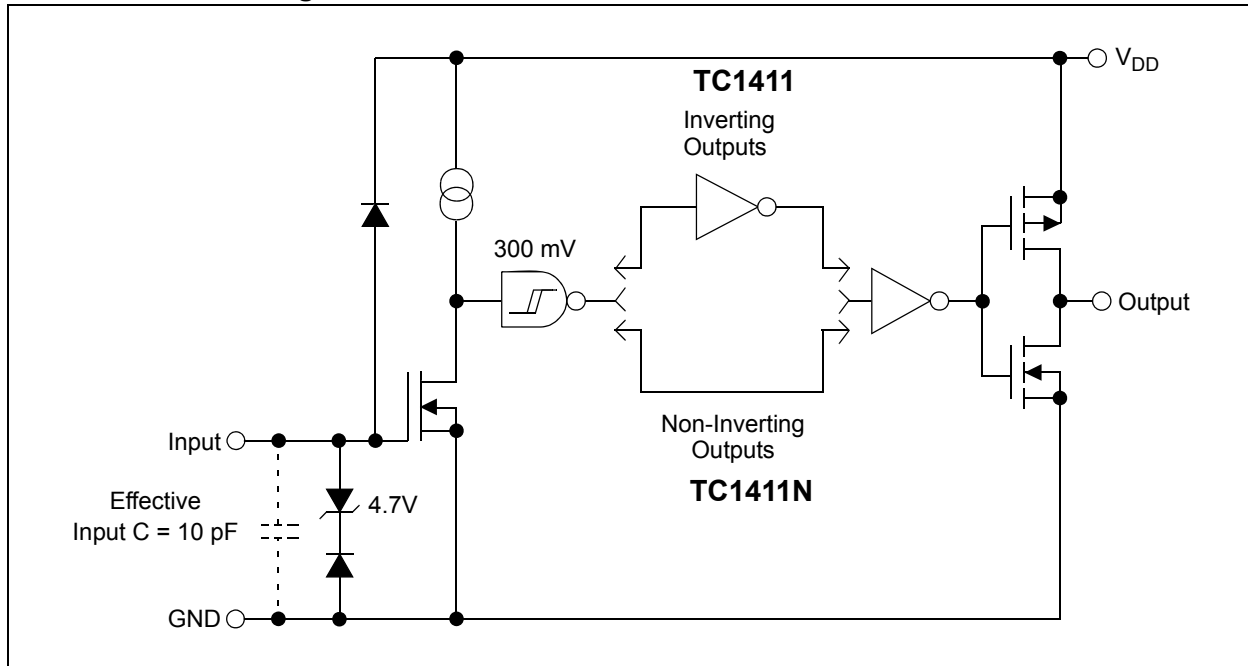 V_DD
TC1411
Inverting
Outputs
300 mV
Output
Input
Non-Inverting
Outputs
TC1411N
Effective
Input C = 10 pF
4.7V
GND